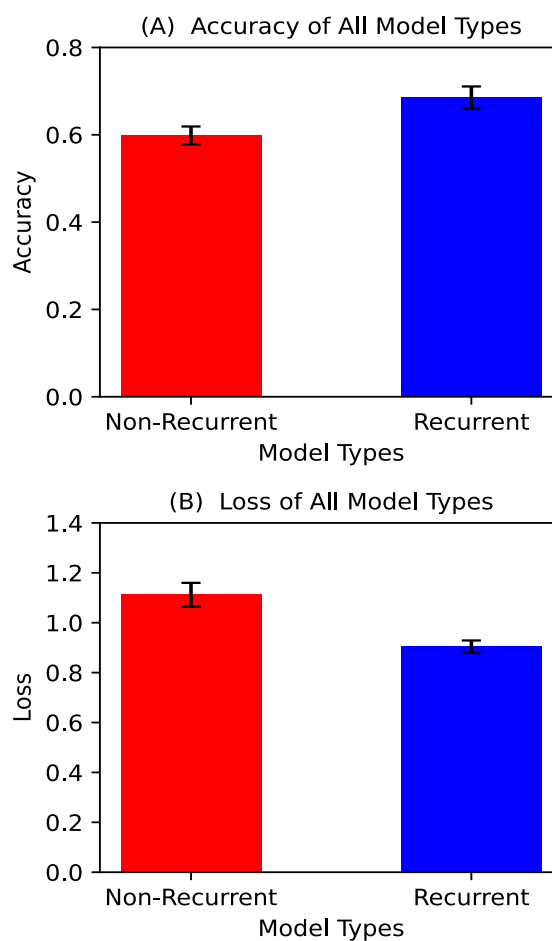 (A)  Accuracy of All Model Types
0.8
0.6
0.4
0.2
0.0
Accuracy
Non-Recurrent
Recurrent
Model Types
(B)  Loss of All Model Types
1.4
1.2
1.0
0.8
0.6
0.4
0.2
0.0
Loss
Non-Recurrent
Recurrent
Model Types